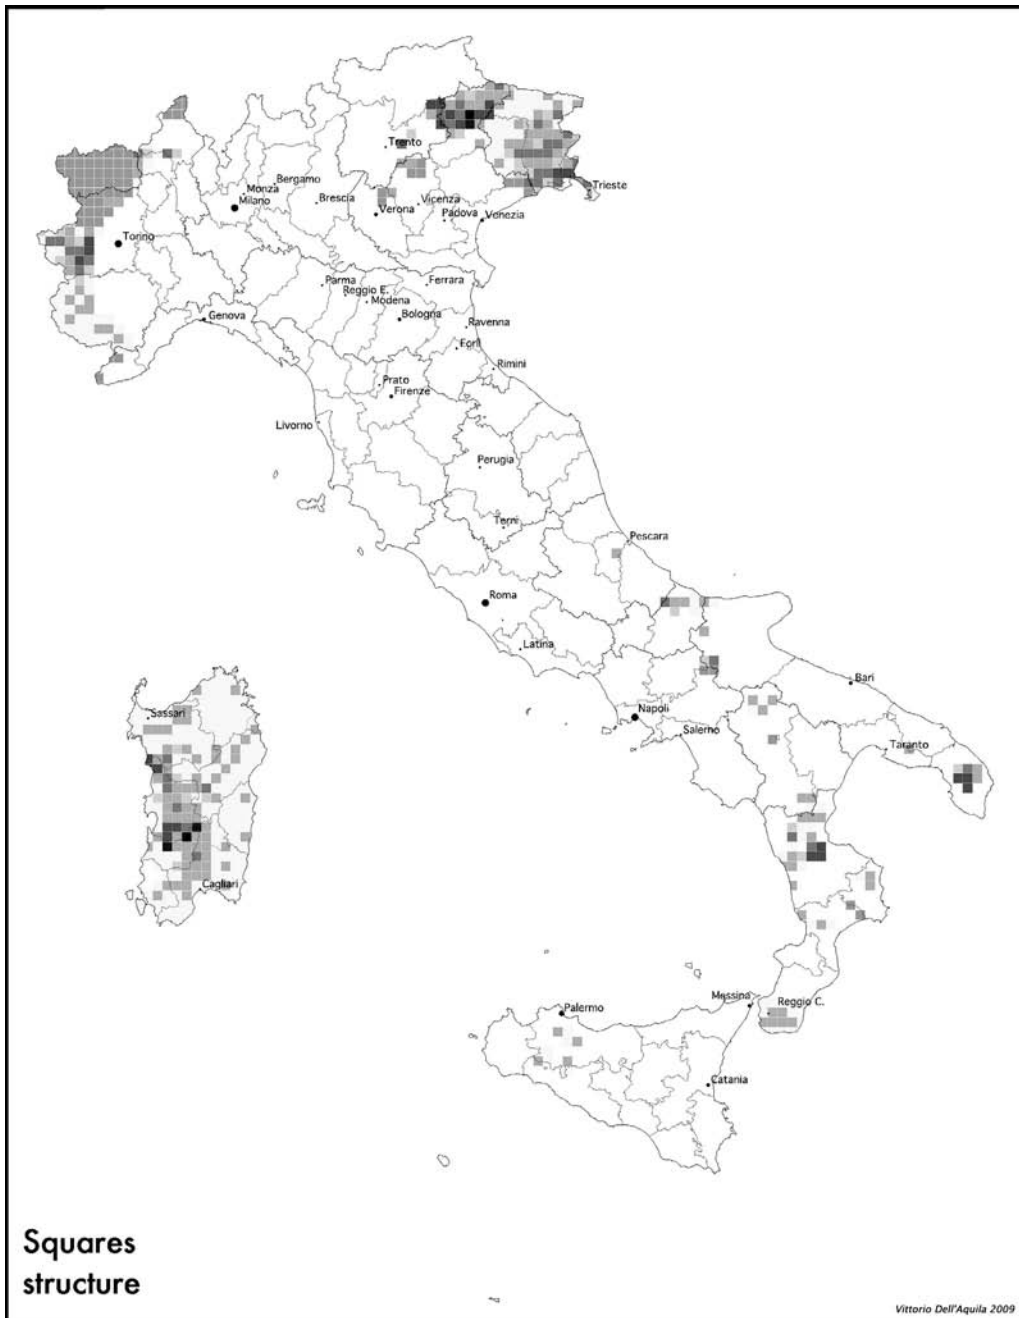 Trento
Trieste
Bergamo
Monza
Milano
Brescia
Vicenza
Verona
Padova
Venezia
Torino
Parma
Ferrara
Reggio E.
Modena
Genova
Bologna
Ravenna
Forlì
Rimini
Prato
Firenze
Livorno
Perugia
Terni
Pescara
Roma
Latina
Bari
Sassari
Napoli
Salerno
Taranto
Cagliari
Messina
Reggio C.
Palermo
Catania
Squares
structure
Vittorio Dell'Aquila 2009